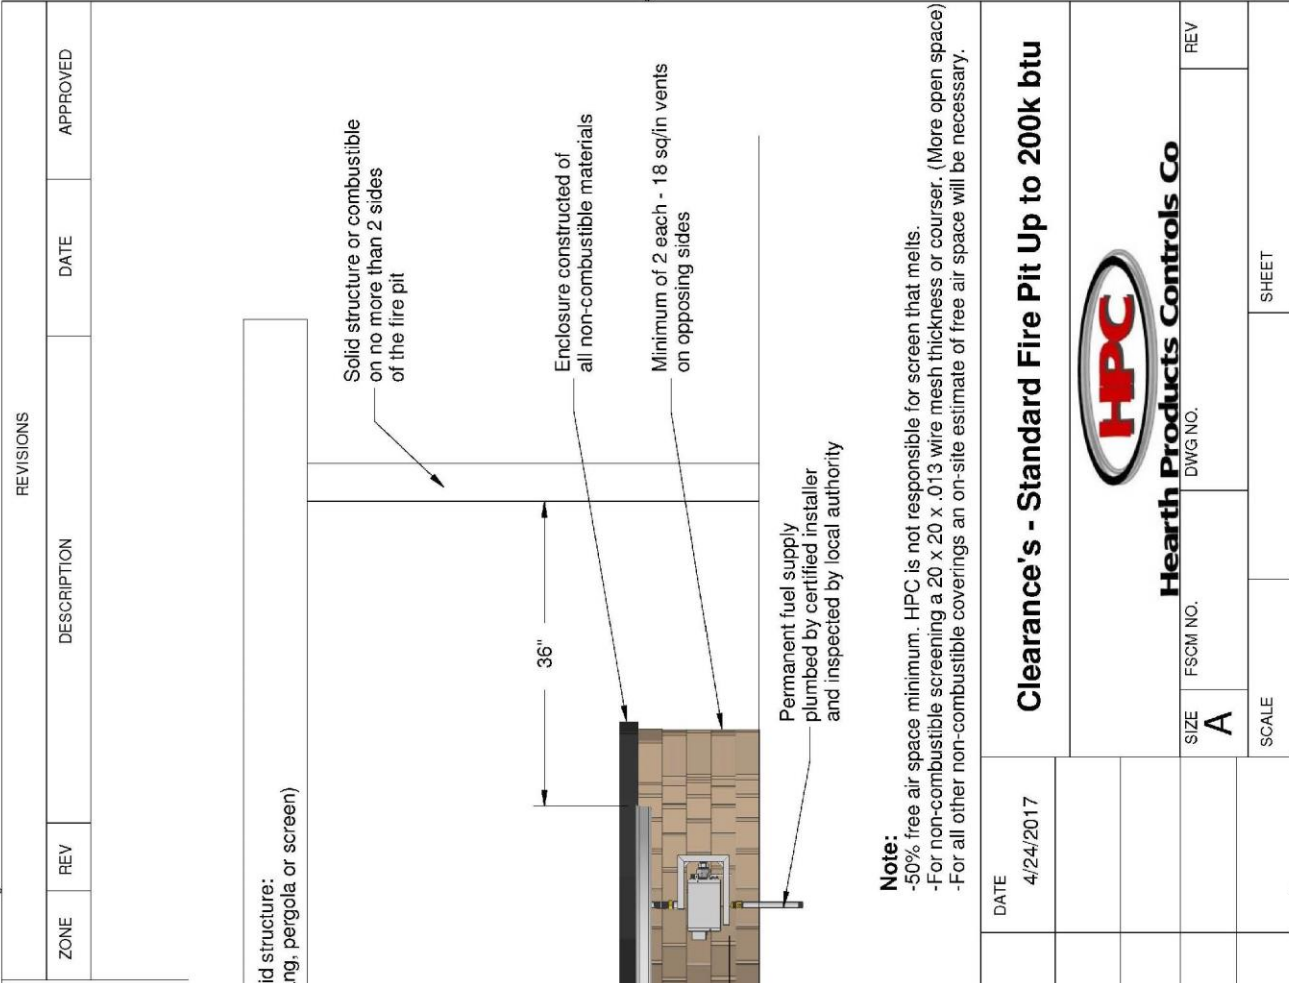 REVISIONS
ZONE
REV
DESCRIPTION
DATE
APPROVED
id structure:
ng, pergola or screen)
Solid structure or combustible
on no more than 2 sides
of the fire pit
36"
Enclosure constructed of
all non-combustible materials
Minimum of 2 each - 18 sq/in vents
on opposing sides
Permanent fuel supply
plumbed by certified installer
and inspected by local authority
Note:
-50% free air space minimum. HPC is not responsible for screen that melts.
-For non-combustible screening a 20 x 20 x .013 wire mesh thickness or courser. (More open space)
-For all other non-combustible coverings an on-site estimate of free air space will be necessary.
DATE
4/24/2017
Clearance's - Standard Fire Pit Up to 200k btu
HPC
Hearth Products Controls Co
SIZE
A
FSCM NO.
DWG NO.
REV
SCALE
SHEET